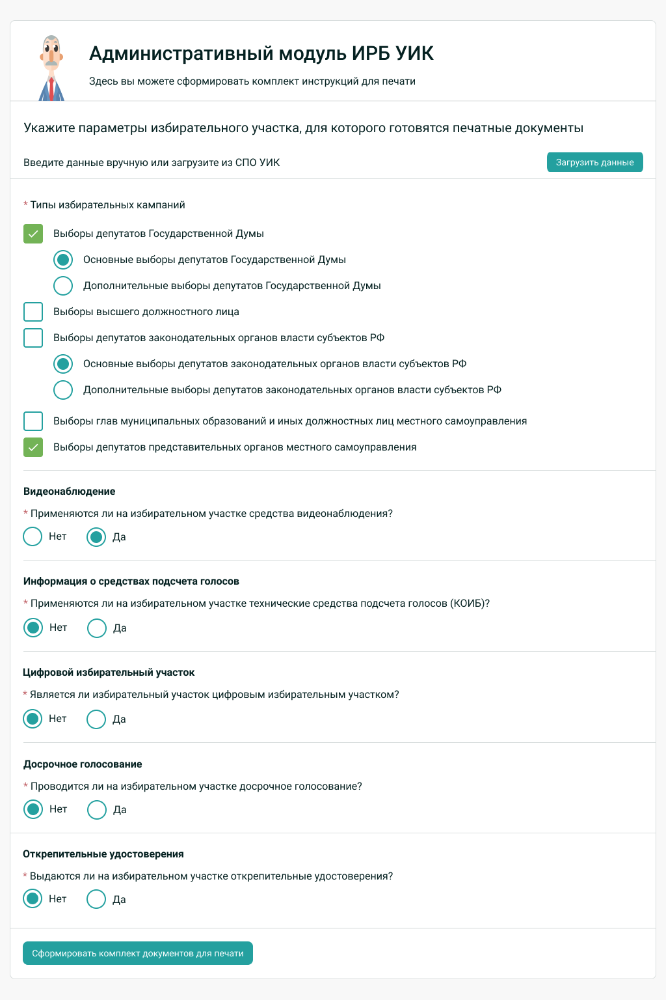 Административный модуль ИРБ УИК
Здесь вы можете сформировать комплект инструкций для печати
Укажите параметры избирательного участка, для которого готовятся печатные документы
Введите данные вручную или загрузите из СПО УИК
Загрузить данные
* Типы избирательных кампаний
Выборы депутатов Государственной Думы
Основные выборы депутатов Государственной Думы
Дополнительные выборы депутатов Государственной Думы
Выборы высшего должностного лица
Выборы депутатов законодательных органов власти субъектов РФ
Основные выборы депутатов законодательных органов власти субъектов РФ
Дополнительные выборы депутатов законодательных органов власти субъектов РФ
Выборы глав муниципальных образований и иных должностных лиц местного самоуправления
Выборы депутатов представительных органов местного самоуправления
Видеонаблюдение
* Применяются ли на избирательном участке средства видеонаблюдения?
Нет Да
Информация о средствах подсчета голосов
* Применяются ли на избирательном участке технические средства подсчета голосов (КОИБ)?
Нет Да
Цифровой избирательный участок
* Является ли избирательный участок цифровым избирательным участком?
Нет Да
Досрочное голосование
* Проводится ли на избирательном участке досрочное голосование?
Нет Да
Открепительные удостоверения
* Выдаются ли на избирательном участке открепительные удостоверения?
Нет Да
Сформировать комплект документов для печати